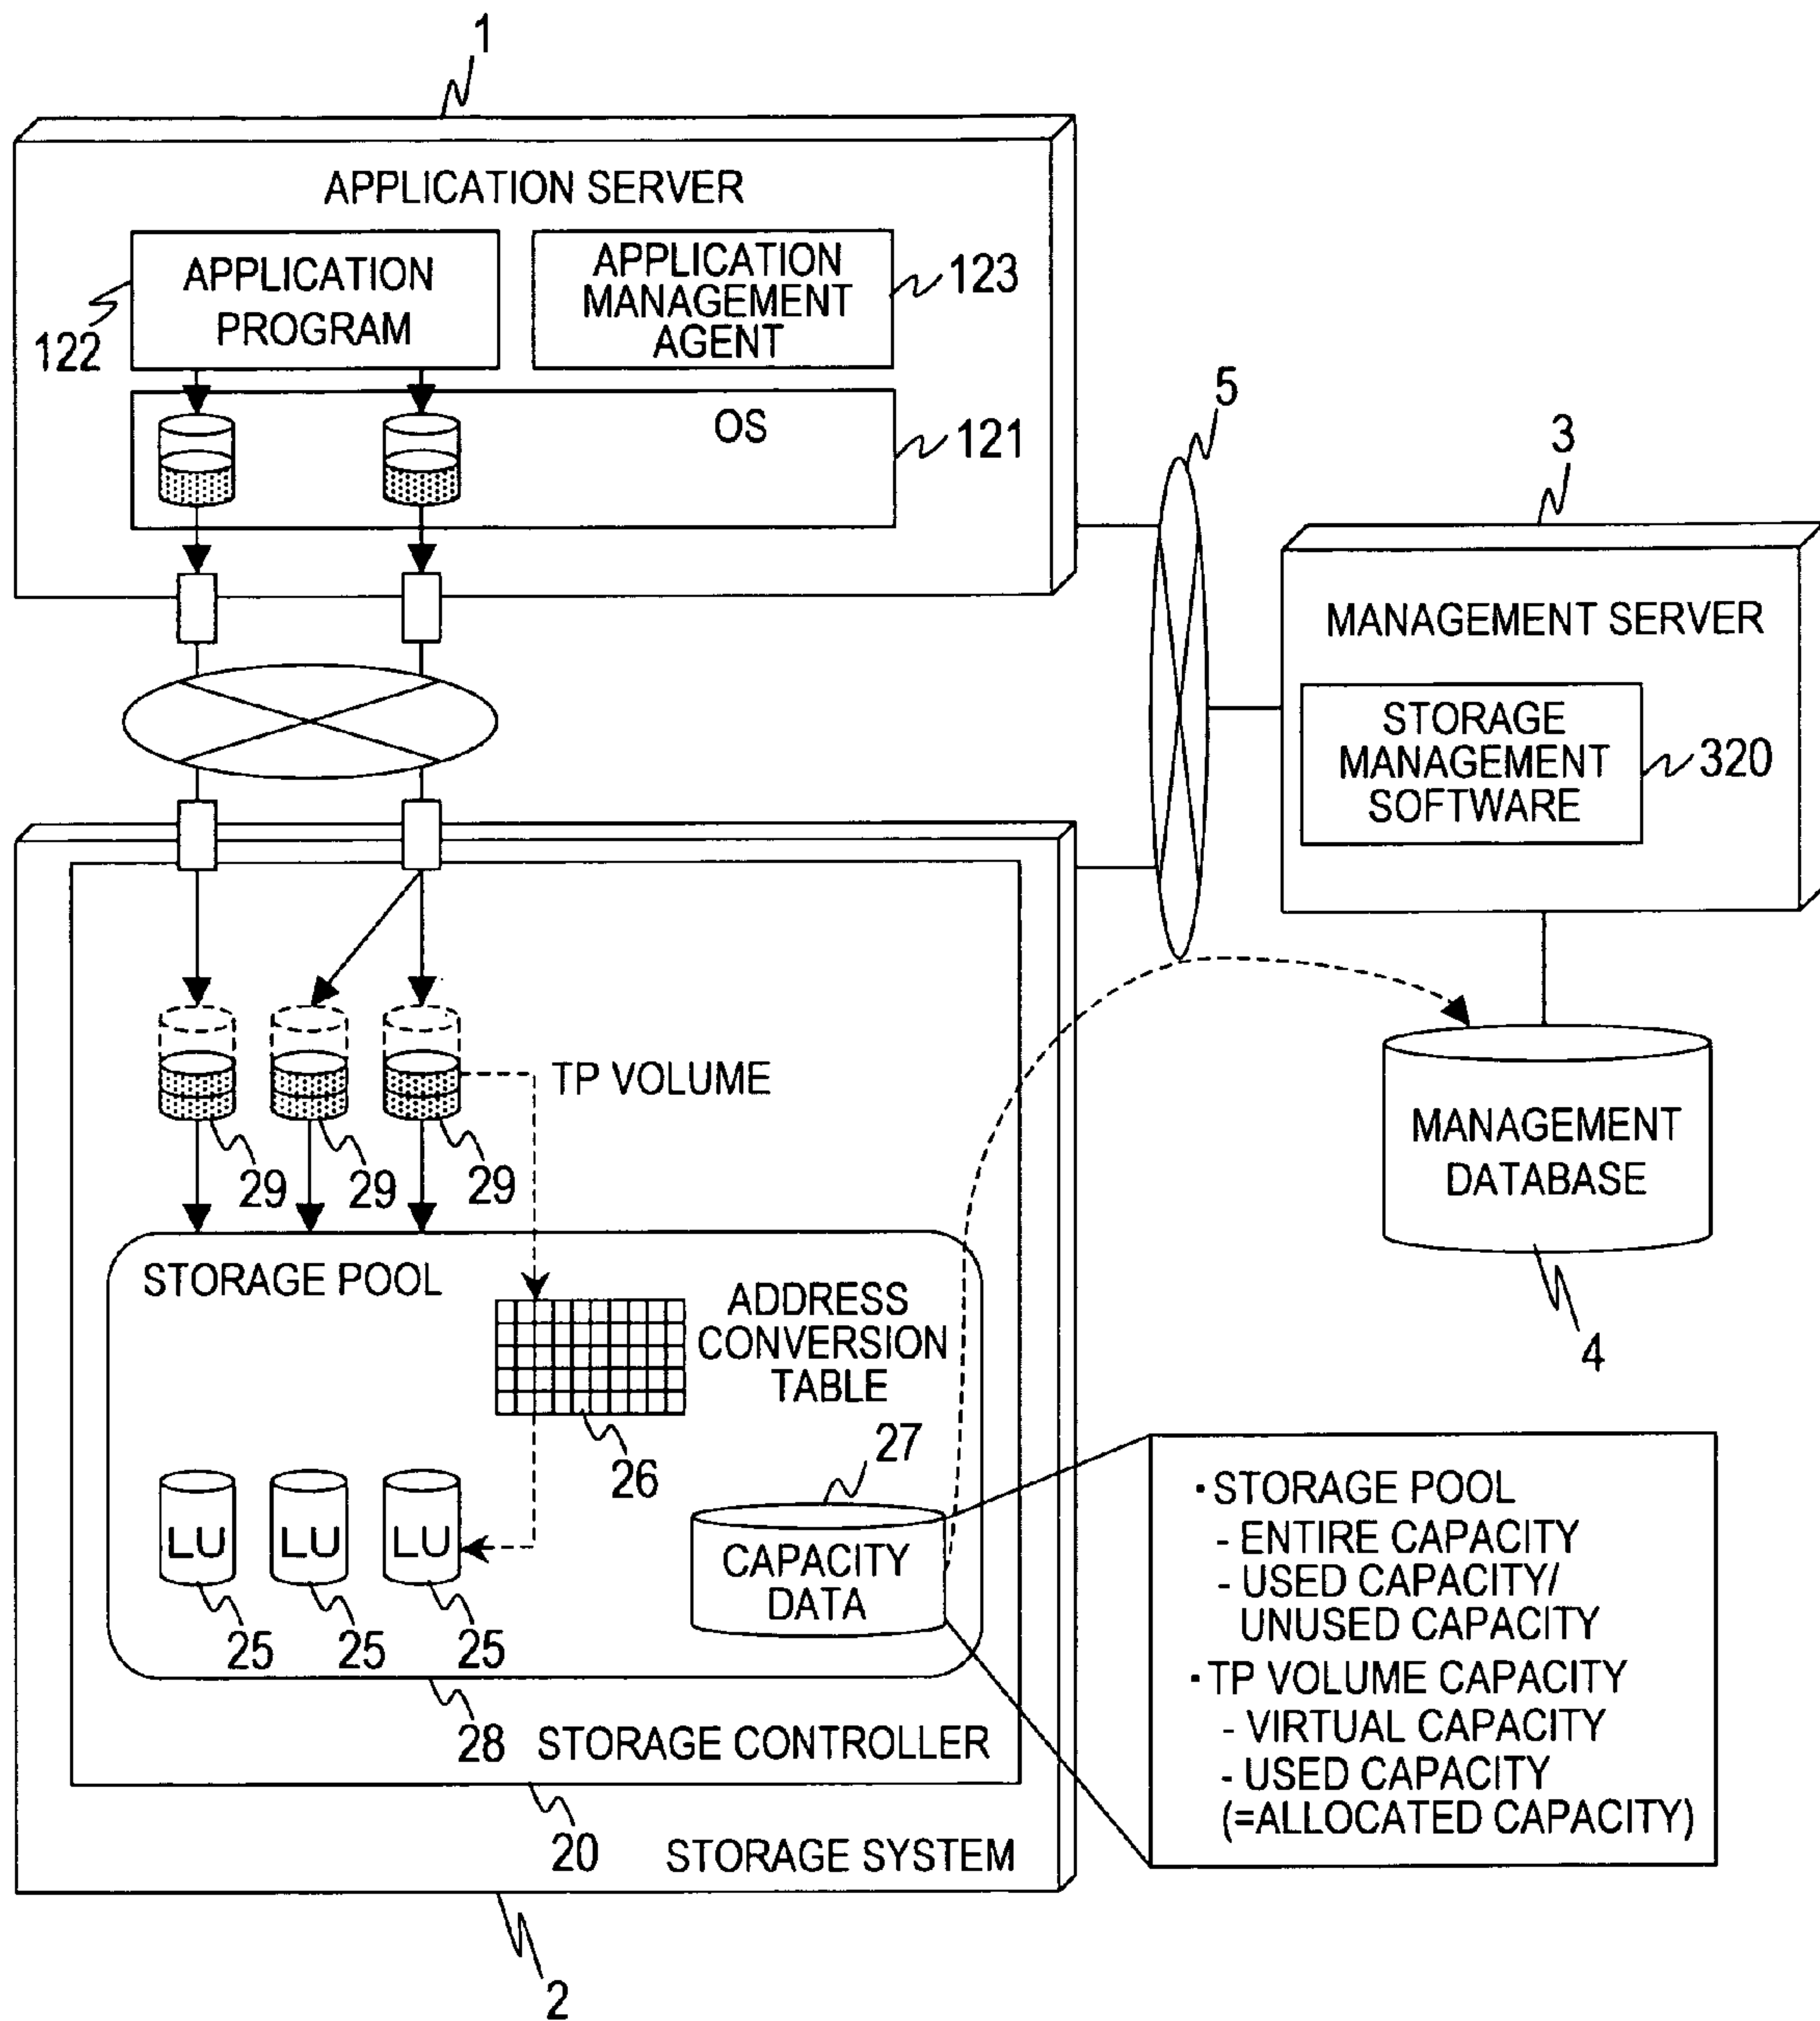 1
APPLICATION SERVER
APPLICATION
PROGRAM
122
APPLICATION
MANAGEMENT
AGENT
123
OS
121
5
3
MANAGEMENT SERVER
STORAGE
MANAGEMENT
SOFTWARE
320
TP VOLUME
29
29
29
MANAGEMENT
DATABASE
4
STORAGE POOL
ADDRESS
CONVERSION
TABLE
26
27
LU
LU
LU
25
25
25
CAPACITY
DATA
28
STORAGE CONTROLLER
20
STORAGE SYSTEM
2
· STORAGE POOL
- ENTIRE CAPACITY
- USED CAPACITY/
UNUSED CAPACITY
· TP VOLUME CAPACITY
- VIRTUAL CAPACITY
- USED CAPACITY
(=ALLOCATED CAPACITY)